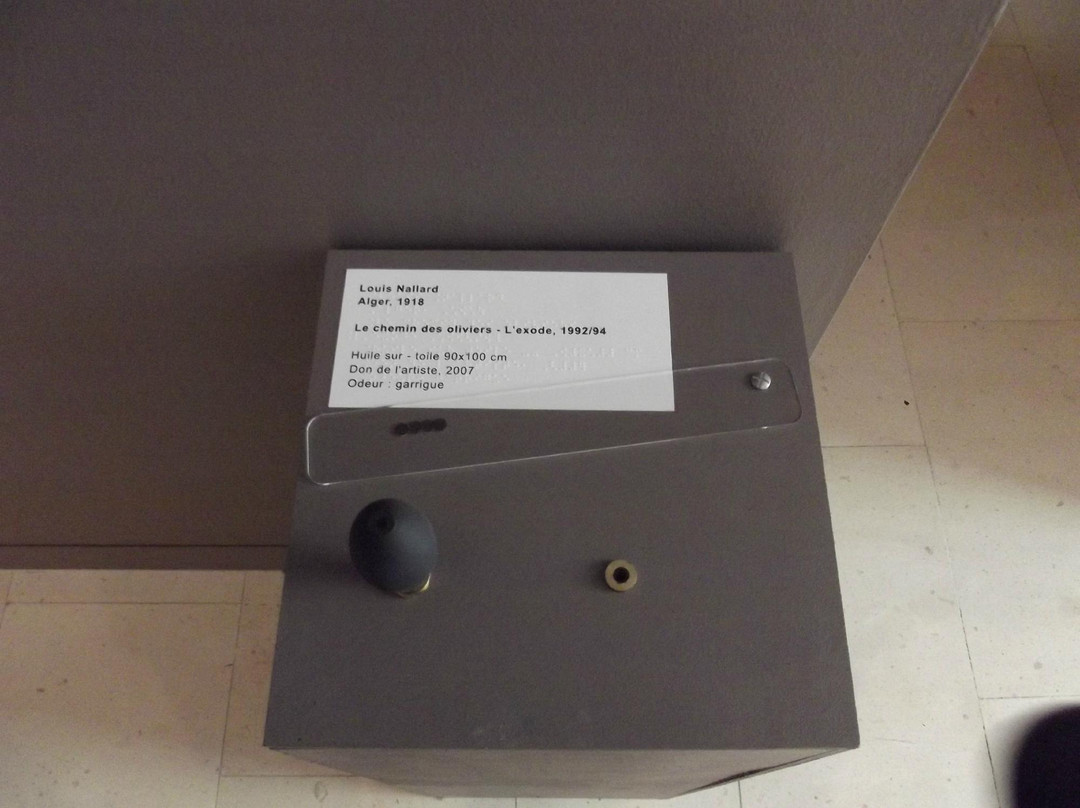 Louis Nallard
Alger, 1918
Le chemin des oliviers - L'exode, 1992/94
Huile sur - toile 90x100 cm
Don de l'artiste, 2007
Odeur : garrigue